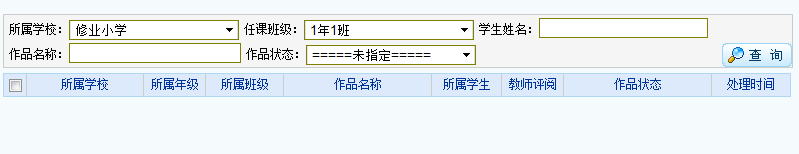 所属学校: 修业小学 任课班级: 1年1班 学生姓名:
作品名称: 作品状态: =====未指定===== 查 询
所属学校 所属年级 所属班级 作品名称 所属学生 教师评阅 作品状态 处理时间